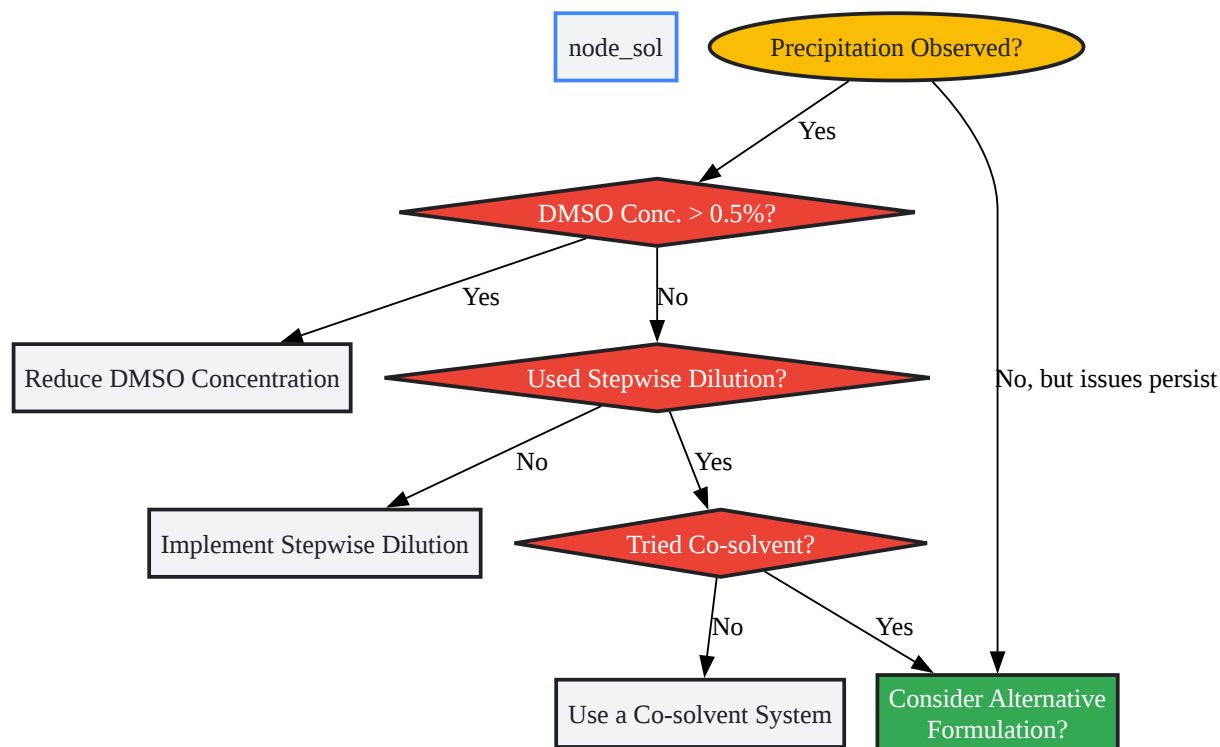 node_sol
Precipitation Observed?
Yes
DMSO Conc. > 0.5%?
Yes
No
Reduce DMSO Concentration
Used Stepwise Dilution?
No, but issues persist
No
Yes
Implement Stepwise Dilution
Tried Co-solvent?
No
Yes
Use a Co-solvent System
Consider Alternative
Formulation?